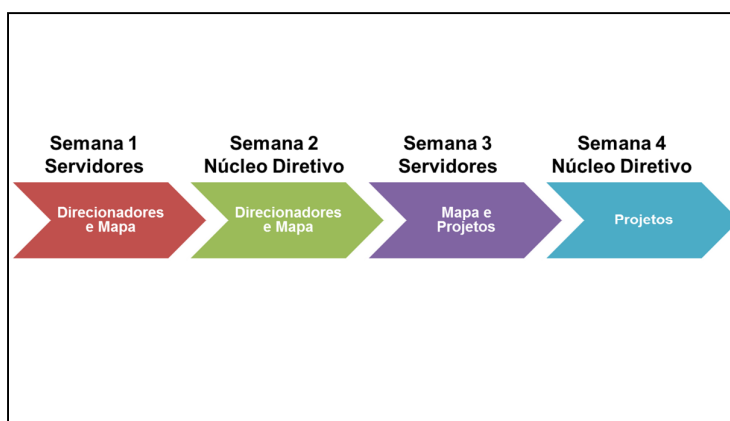 Semana 1
Servidores
Semana 2
Núcleo Diretivo
Semana 3
Servidores
Semana 4
Núcleo Diretivo
Direcionadores
e Mapa
Direcionadores
e Mapa
Mapa e
Projetos
Projetos